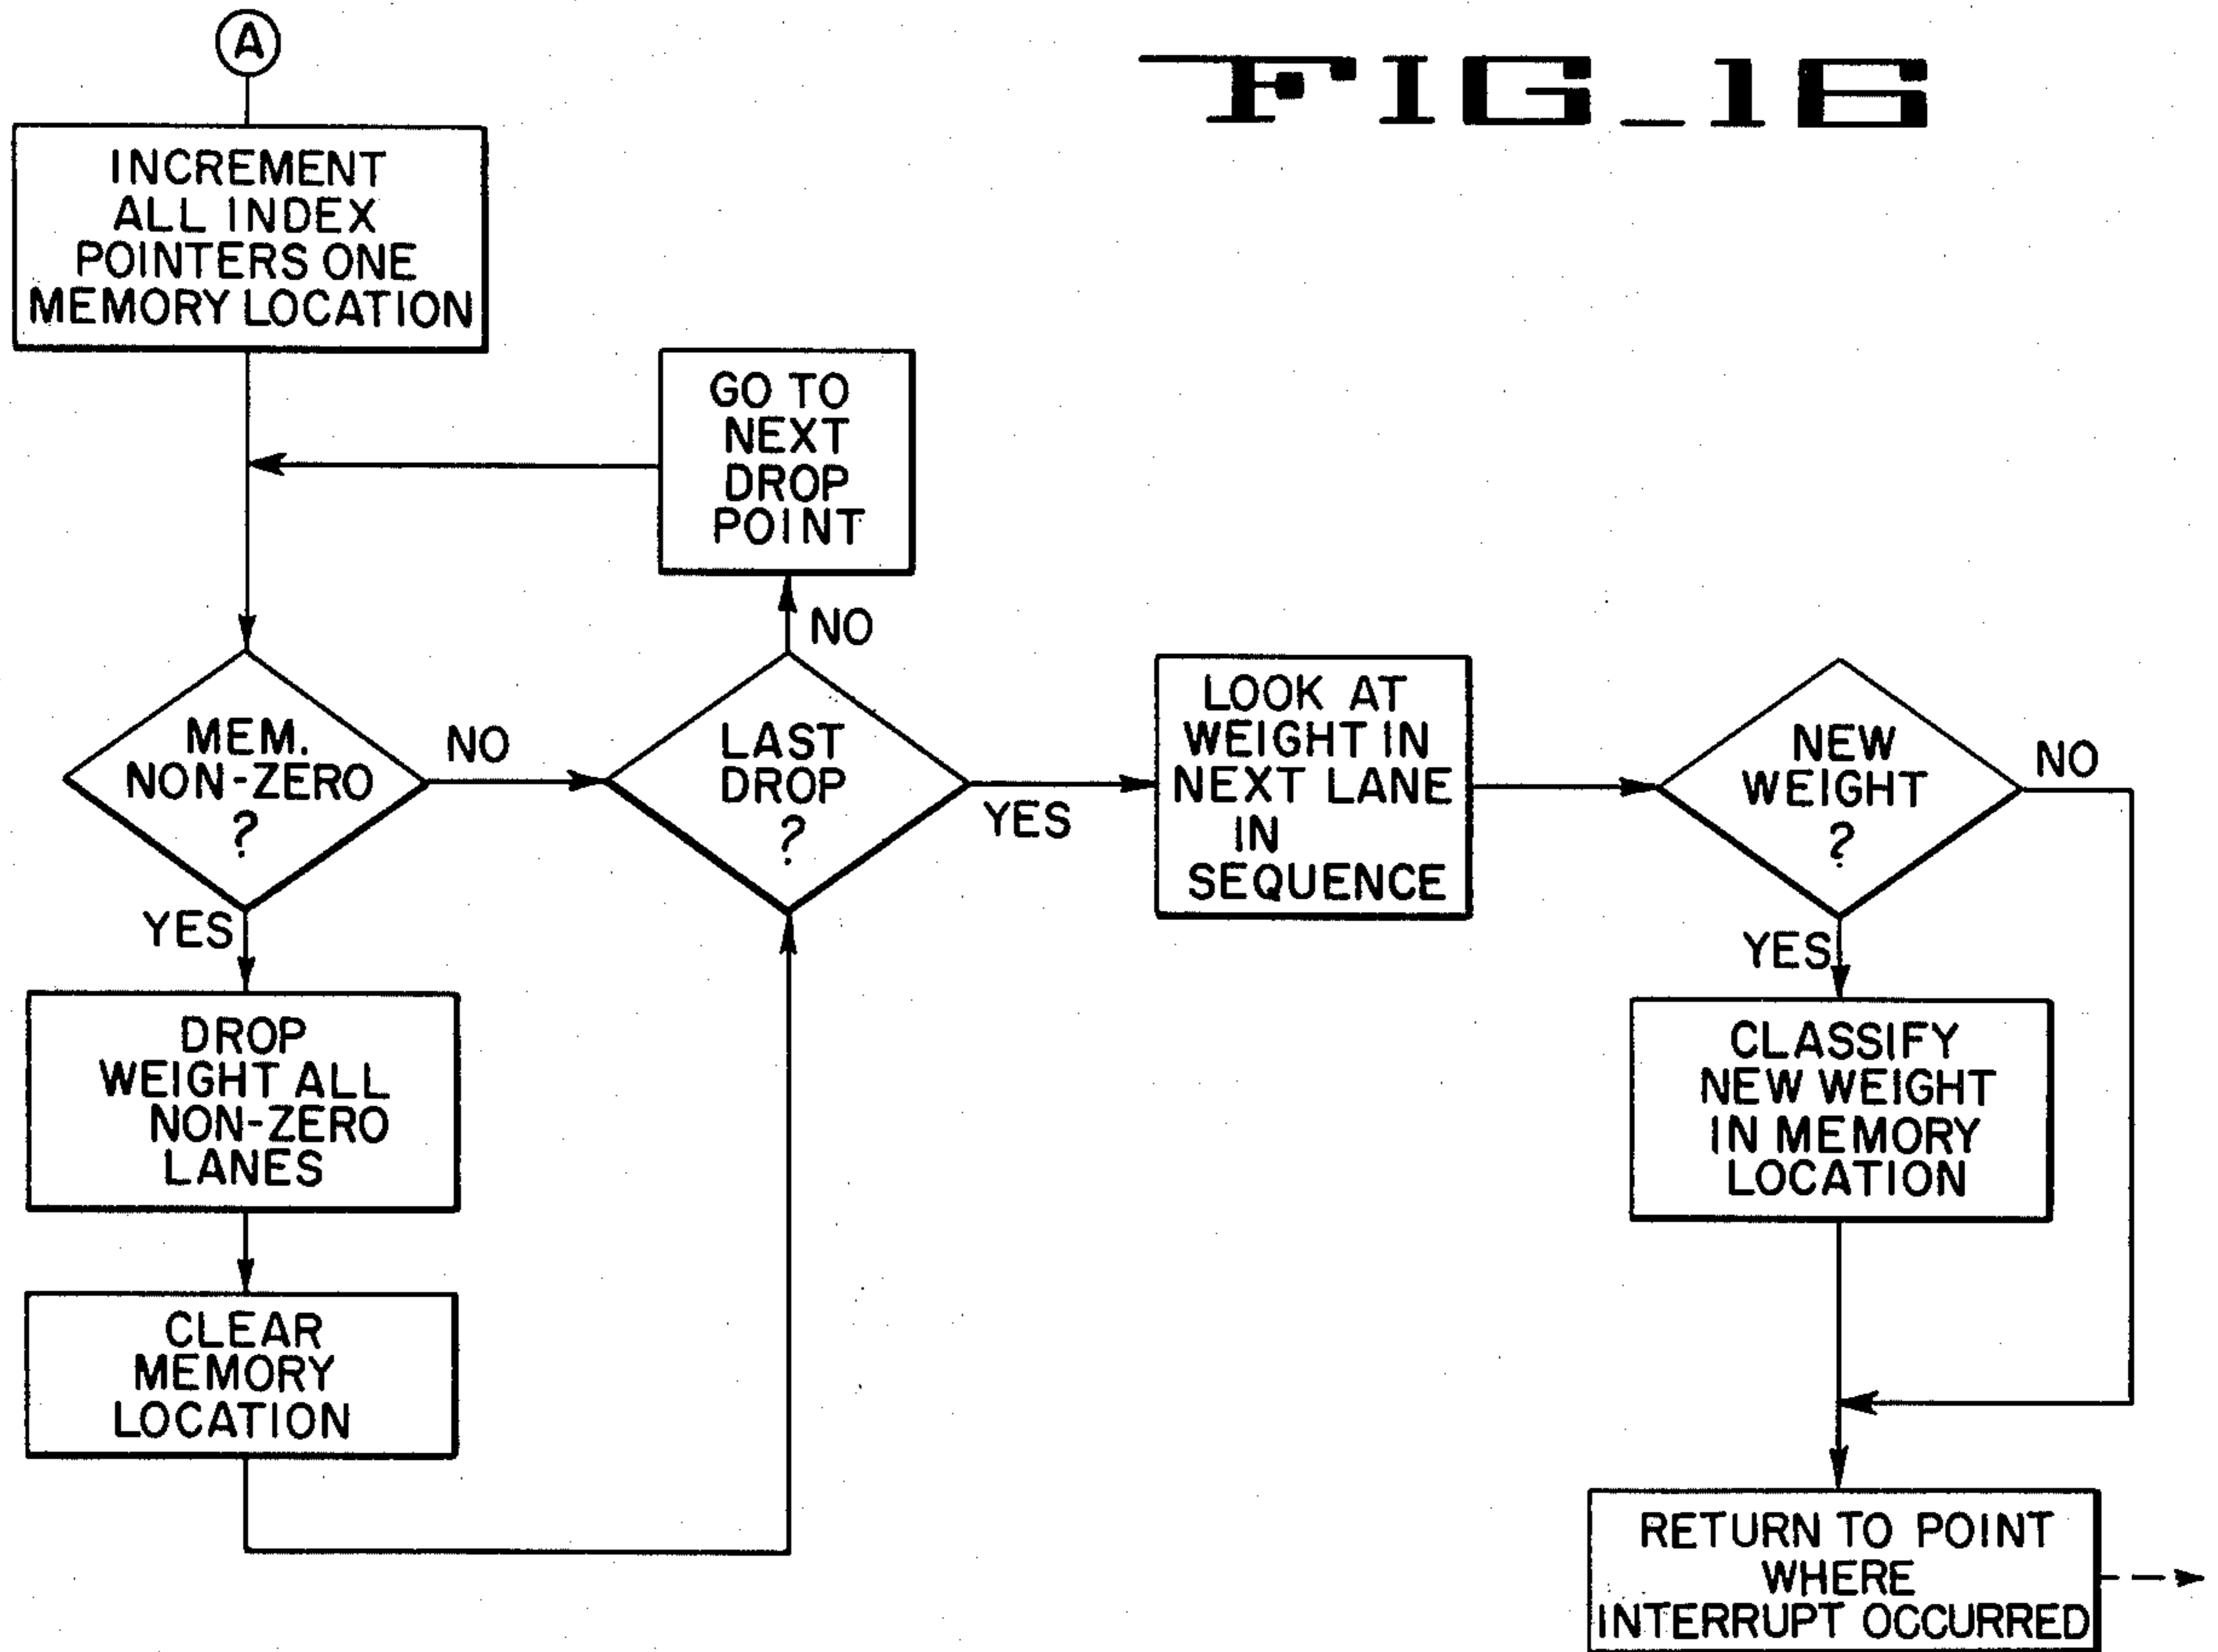 A
FIG_16
INCREMENT
ALL INDEX
POINTERS ONE
MEMORY LOCATION
GO TO
NEXT
DROP
POINT
NO
MEM.
NON-ZERO
?
NO
YES
LAST
DROP
?
YES
LOOK AT
WEIGHT IN
NEXT LANE
IN
SEQUENCE
NEW
WEIGHT
?
NO
YES
DROP
WEIGHT ALL
NON-ZERO
LANES
CLEAR
MEMORY
LOCATION
CLASSIFY
NEW WEIGHT
IN MEMORY
LOCATION
RETURN TO POINT
WHERE
INTERRUPT OCCURRED